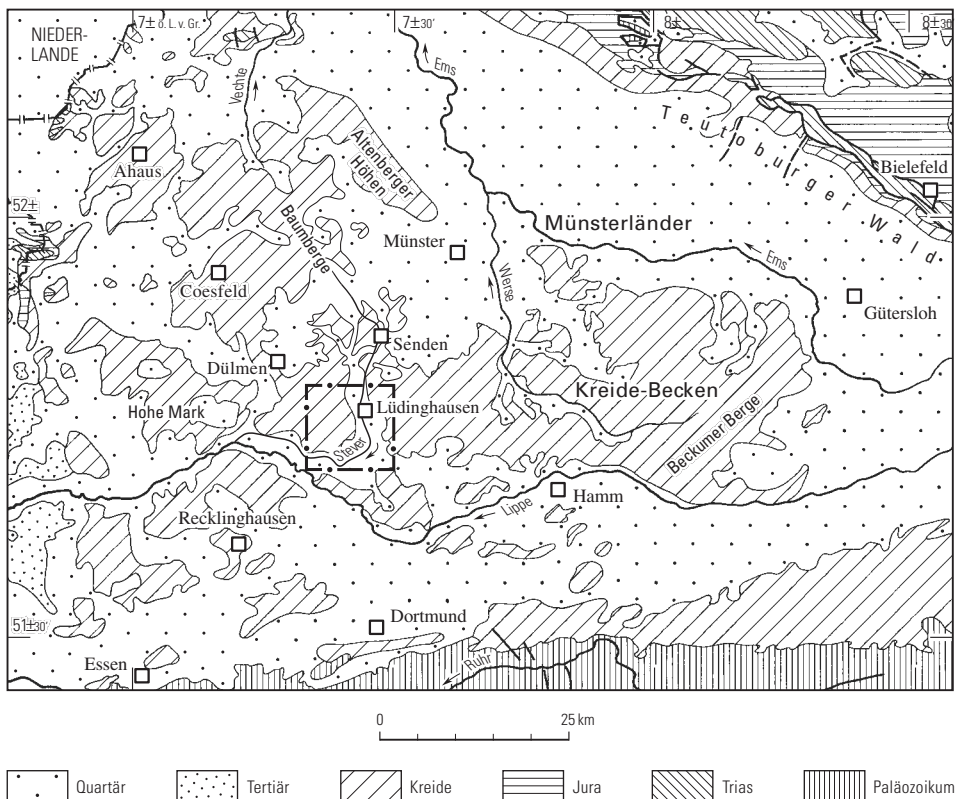 NIEDER-
LANDE
7± ö. L. v. Gr.
7±30'
8±
8±30'
Vechte
Ems
Teutoburger Wald
Ahaus
Altenberger
Höhen
Bielefeld
52±
Baumberge
Münster
Münsterländer
Ems
Coesfeld
Werse
Gütersloh
Senden
Dülmen
Kreide-Becken
Hohe Mark
Lüdinghausen
Stever
Beckumer Berge
Hamm
Lippe
Recklinghausen
51±30'
Dortmund
Essen
Ruhr
0 25 km
Quartär Tertiär Kreide Jura Trias Paläozoikum